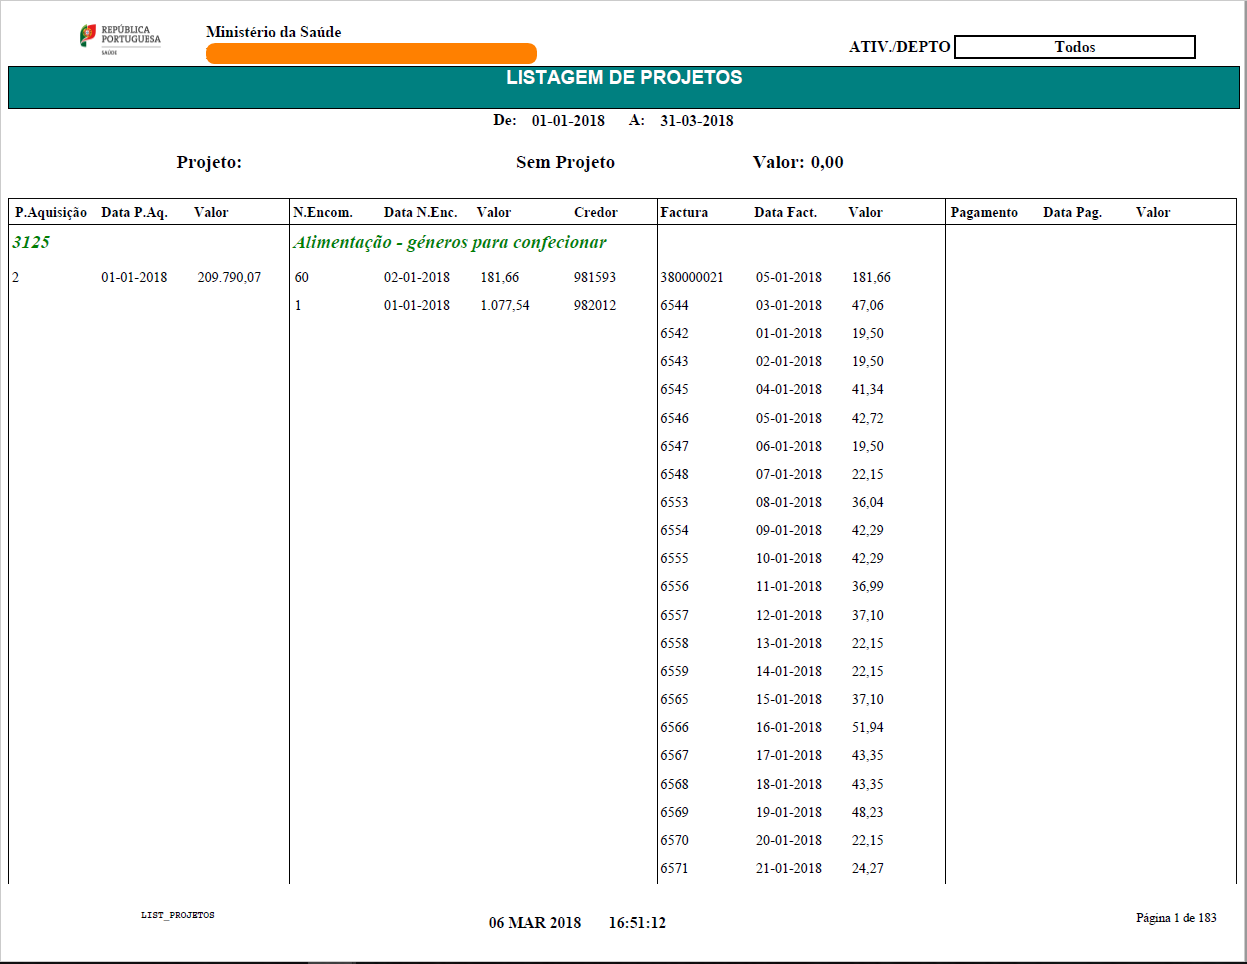 REPÚBLICA
PORTUGUESA
SAÚDE
Ministério da Saúde
ATIV./DEPTO Todos
LISTAGEM DE PROJETOS
De: 01-01-2018 A: 31-03-2018
Projeto: Sem Projeto Valor: 0,00
P.Aquisição Data P.Aq. Valor N.Encom. Data N.Enc. Valor Credor Factura Data Fact. Valor Pagamento Data Pag. Valor
3125 Alimentação - géneros para confecionar
2 01-01-2018 209.790,07 60 02-01-2018 181,66 981593 380000021 05-01-2018 181,66
1 01-01-2018 1.077,54 982012 6544 03-01-2018 47,06
6542 01-01-2018 19,50
6543 02-01-2018 19,50
6545 04-01-2018 41,34
6546 05-01-2018 42,72
6547 06-01-2018 19,50
6548 07-01-2018 22,15
6553 08-01-2018 36,04
6554 09-01-2018 42,29
6555 10-01-2018 42,29
6556 11-01-2018 36,99
6557 12-01-2018 37,10
6558 13-01-2018 22,15
6559 14-01-2018 22,15
6565 15-01-2018 37,10
6566 16-01-2018 51,94
6567 17-01-2018 43,35
6568 18-01-2018 43,35
6569 19-01-2018 48,23
6570 20-01-2018 22,15
6571 21-01-2018 24,27
LIST_PROJETOS 06 MAR 2018 16:51:12 Página 1 de 183